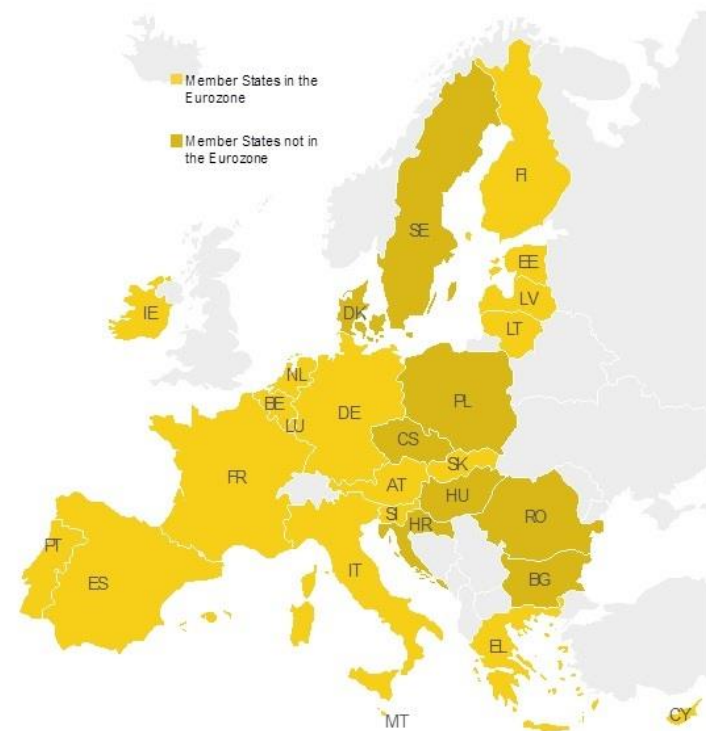 Member States in the
Eurozone
Member States not in
the Eurozone
FI
SE
EE
LV
LT
IE
DK
NL
BE
LU
DE
PL
CS
FR
SK
AT
HU
SI
HR
RO
PT
ES
IT
BG
EL
CY
MT